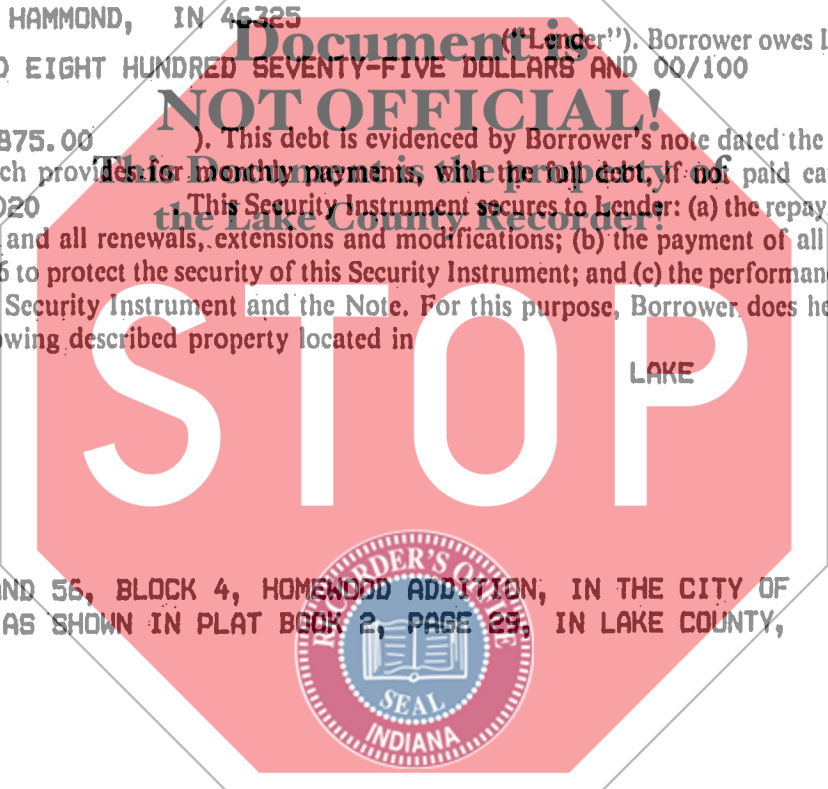 HAMMOND, IN 46325
Document is
("Lender"). Borrower owes
EIGHT HUNDRED SEVENTY-FIVE DOLLARS AND 00/100
NOT OFFICIAL!
875.00 ). This debt is evidenced by Borrower's note dated the
provides for monthly payments, with the full debt, if not paid
This Document is the property of
This Security Instrument secures to Lender: (a) the
the Lake County Recorder!
and all renewals, extensions and modifications; (b) the payment of all
to protect the security of this Security Instrument; and (c) the
Security Instrument and the Note. For this purpose, Borrower does
described property located in
LAKE
STOP
56, BLOCK 4, HOMEWOOD ADDITION, IN THE CITY OF
AS SHOWN IN PLAT BOOK 2, PAGE 29, IN LAKE COUNTY,
RECORDER'S OFFICE
SEAL
INDIANA